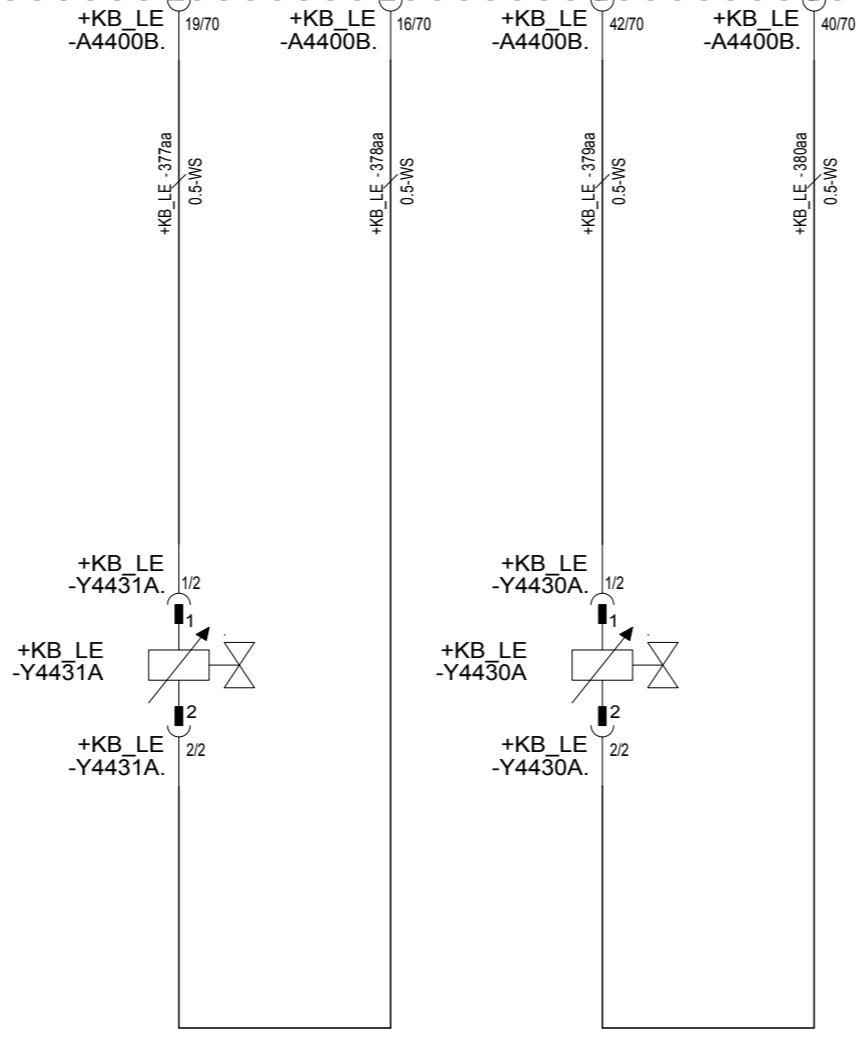 +KB_LE
-A4400B.
19/70
+KB_LE
-A4400B.
16/70
+KB_LE
-A4400B.
42/70
+KB_LE
-A4400B.
40/70
+KB_LE -377aa
0.5-WS
+KB_LE -378aa
0.5-WS
+KB_LE -379aa
0.5-WS
+KB_LE -380aa
0.5-WS
+KB_LE
-Y4431A.
1/2
1
+KB_LE
-Y4431A
2
+KB_LE
-Y4431A.
2/2
+KB_LE
-Y4430A.
1/2
1
+KB_LE
-Y4430A
2
+KB_LE
-Y4430A.
2/2